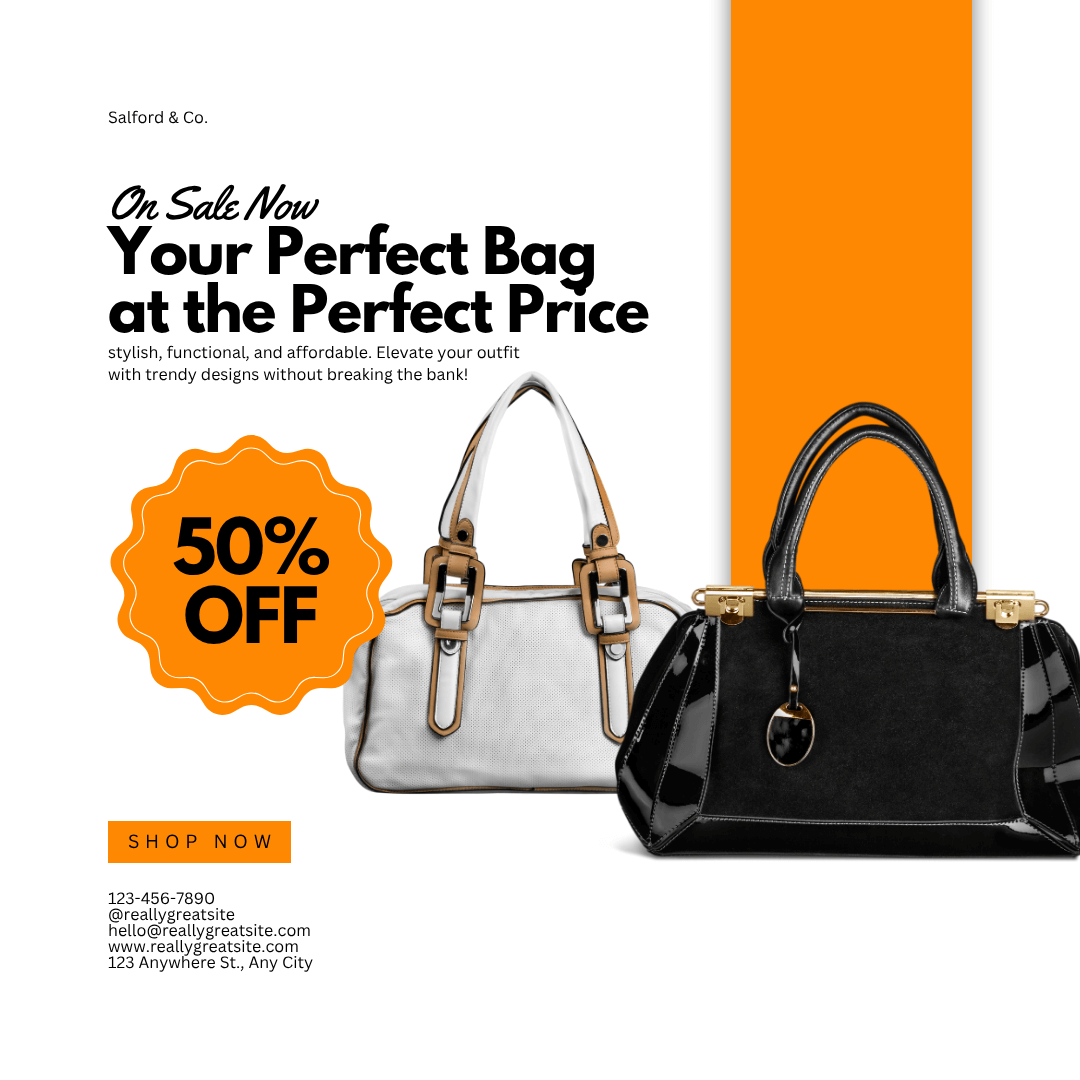 Salford & Co.
On Sale Now
Your Perfect Bag
at the Perfect Price
stylish, functional, and affordable. Elevate your outfit
with trendy designs without breaking the bank!
50%
OFF
SHOP NOW
123-456-7890
@reallygreatsite
hello@reallygreatsite.com
www.reallygreatsite.com
123 Anywhere St., Any City